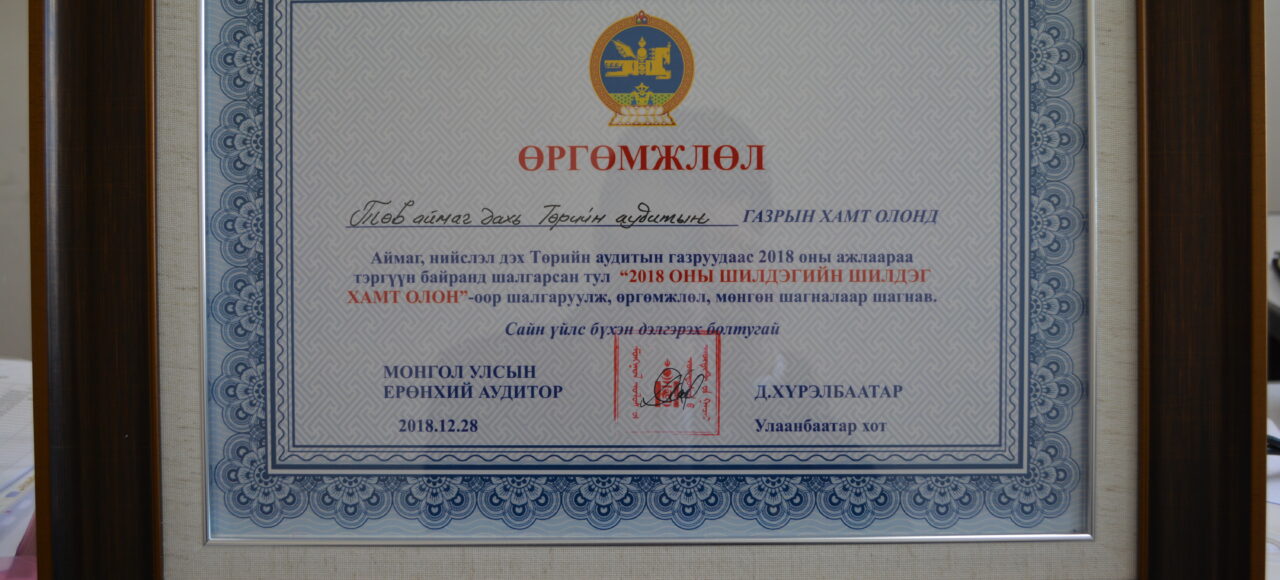 ӨРГӨМЖЛӨЛ
Төв аймаг дахь Төрийн аудитын ГАЗРЫН ХАМТ ОЛОНД
Аймаг, нийслэл дэх Төрийн аудитын газруудаас 2018 оны ажлаараа
тэргүүн байранд шалгарсан тул “2018 ОНЫ ШИЛДЭГИЙН ШИЛДЭГ
ХАМТ ОЛОН”-оор шалгаруулж, өргөмжлөл, мөнгөн шагналаар шагнав.
Сайн үйлс бүхэн дэлгэрэх болтугай
МОНГОЛ УЛСЫН
ЕРӨНХИЙ АУДИТОР Д.ХҮРЭЛБААТАР
2018.12.28 Улаанбаатар хот